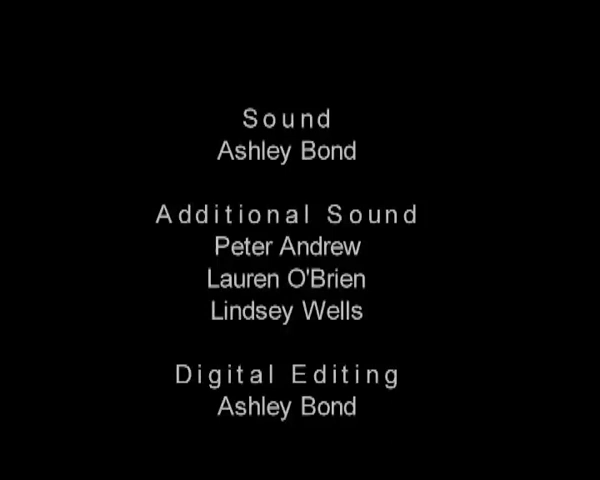 Sound
Ashley Bond
Additional Sound
Peter Andrew
Lauren O'Brien
Lindsey Wells
Digital Editing
Ashley Bond